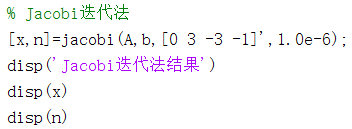 % Jacobi迭代法
[x,n]=jacobi(A,b,[0 3 -3 -1]',1.0e-6);
disp('Jacobi迭代法结果')
disp(x)
disp(n)